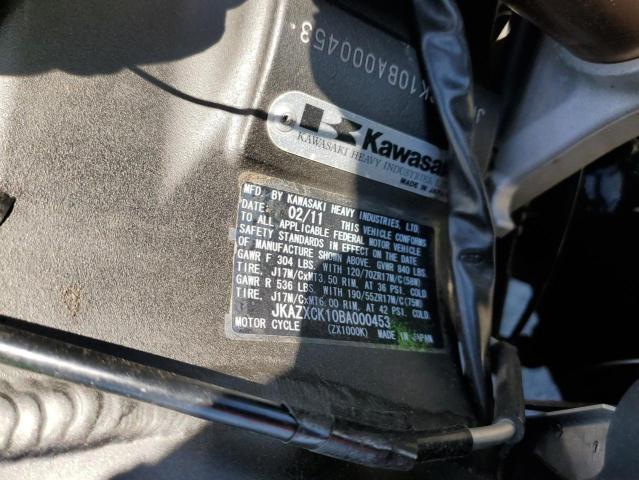 CK10BA000453
Kawasaki
KAWASAKI HEAVY INDUSTRIES, L
MADE IN JAPAN
MFD. BY KAWASAKI HEAVY INDUSTRIES, LTD.
DATE: 02/11 THIS VEHICLE CONFORMS
TO ALL APPLICABLE FEDERAL MOTOR VEHICLE
SAFETY STANDARDS IN EFFECT ON THE DATE
OF MANUFACTURE SHOWN ABOVE. GVWR 840 LBS.
GAWR F 304 LBS. WITH 120/70ZR17M/C(58W)
TIRE, J17M/CxMT3.50 RIM. AT 36 PSI. COLD.
GAWR R 536 LBS. WITH 190/55ZR17M/C(75W)
TIRE, J17M/CxMT6.00 RIM. AT 42 PSI. COLD.
JKAZXCK10BA000453
MOTOR CYCLE (ZX1000K) MADE IN JAPAN